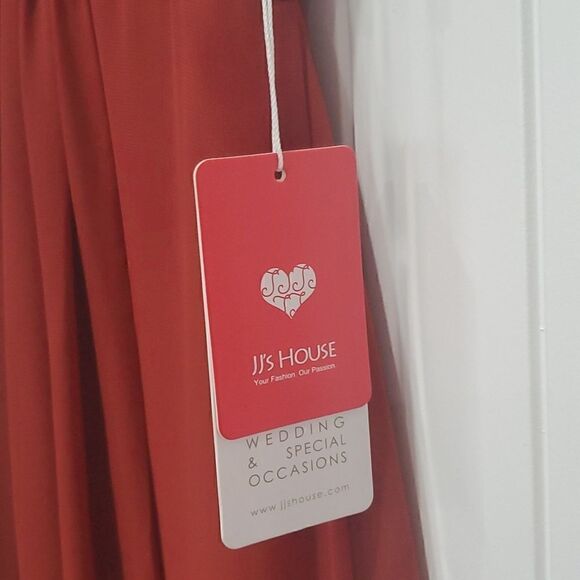 JJ's HOUSE
Your Fashion. Our Passion.
WEDDING
& SPECIAL
OCCASIONS
www.jjshouse.com